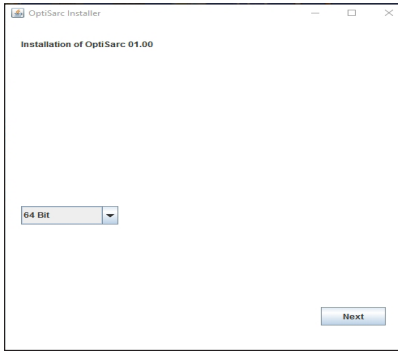 OptiSarc Installer
Installation of OptiSarc 01.00
64 Bit
Next